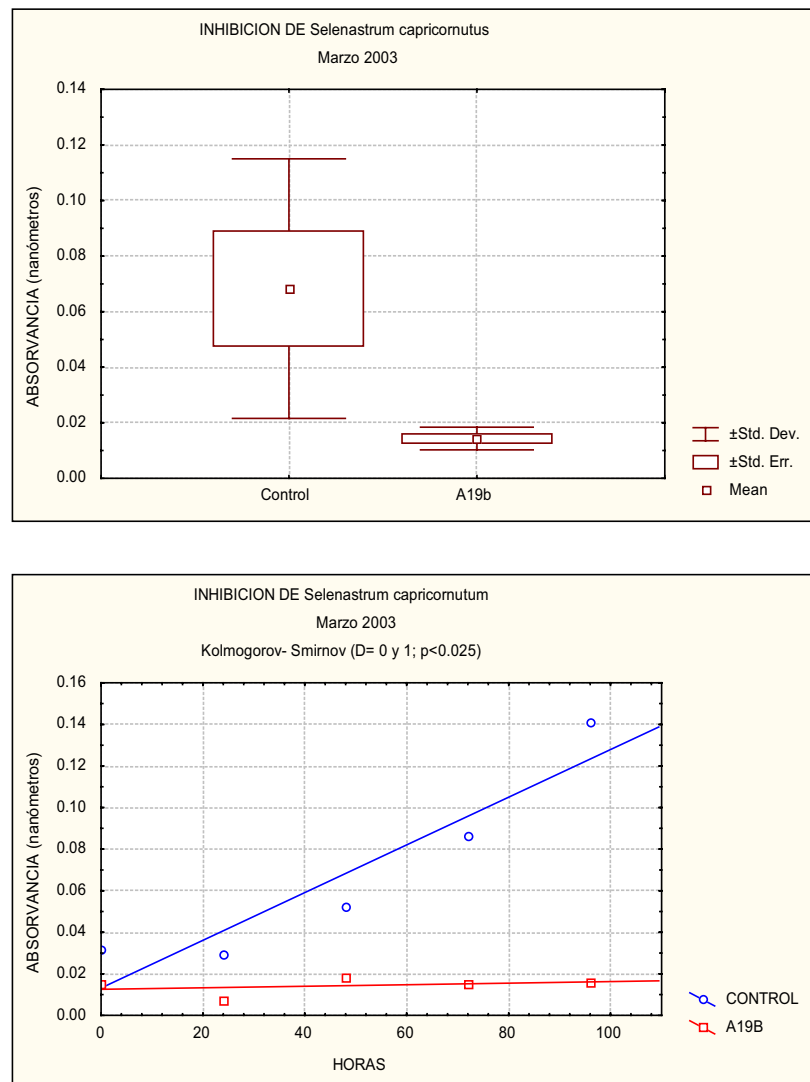 INHIBICION DE Selenastrum capricornutus
Marzo 2003
ABSORVANCIA (nanómetros)
0.14
0.12
0.10
0.08
0.06
0.04
0.02
0.00
Control
A19b
±Std. Dev.
±Std. Err.
Mean
INHIBICION DE Selenastrum capricornutum
Marzo 2003
Kolmogorov- Smirnov (D= 0 y 1; p<0.025)
ABSORVANCIA (nanómetros)
0.16
0.14
0.12
0.10
0.08
0.06
0.04
0.02
0.00
0
20
40
60
80
100
HORAS
CONTROL
A19B